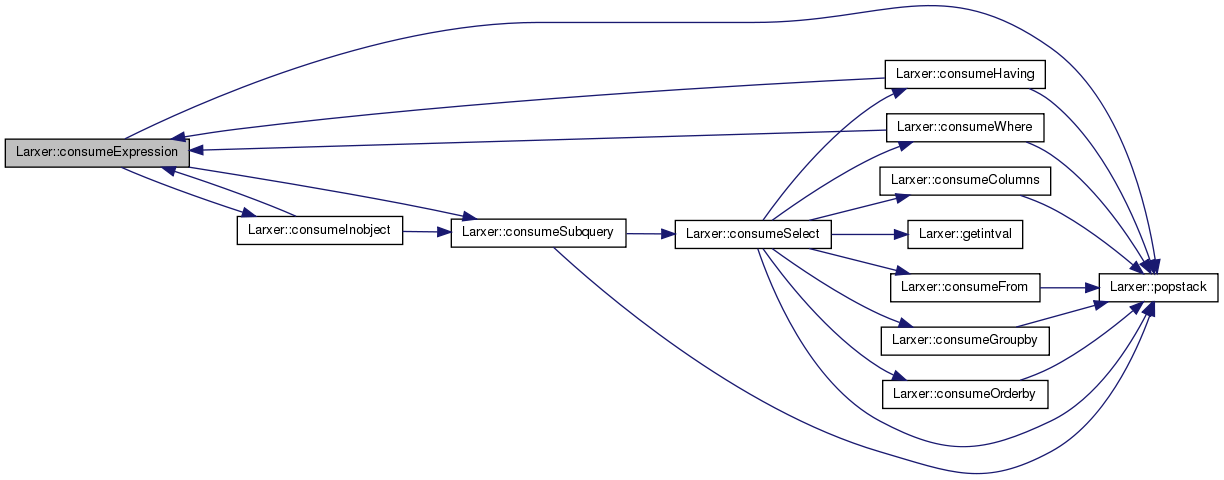 Larxer::consumeExpression
Larxer::consumeInobject
Larxer::consumeSubquery
Larxer::consumeSelect
Larxer::consumeHaving
Larxer::consumeWhere
Larxer::consumeColumns
Larxer::getintval
Larxer::consumeFrom
Larxer::consumeGroupby
Larxer::consumeOrderby
Larxer::popstack